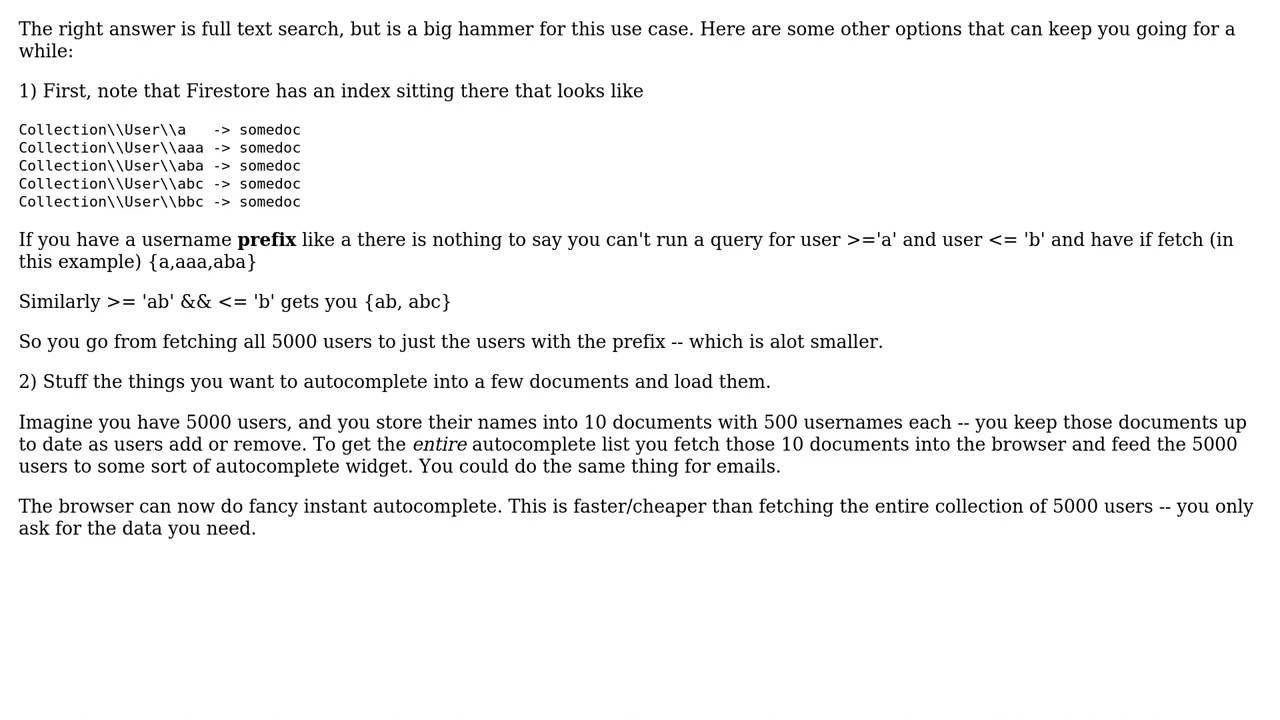 The right answer is full text search, but is a big hammer for this use case. Here are some other options that can keep you going for a
while:
1) First, note that Firestore has an index sitting there that looks like
Collection\\User\\a   -> somedoc
Collection\\User\\aaa -> somedoc
Collection\\User\\aba -> somedoc
Collection\\User\\abc -> somedoc
Collection\\User\\bbc -> somedoc
If you have a username prefix like a there is nothing to say you can't run a query for user >='a' and user <= 'b' and have if fetch (in
this example) {a,aaa,aba}
Similarly >= 'ab' && <= 'b' gets you {ab, abc}
So you go from fetching all 5000 users to just the users with the prefix -- which is alot smaller.
2) Stuff the things you want to autocomplete into a few documents and load them.
Imagine you have 5000 users, and you store their names into 10 documents with 500 usernames each -- you keep those documents up
to date as users add or remove. To get the entire autocomplete list you fetch those 10 documents into the browser and feed the 5000
users to some sort of autocomplete widget. You could do the same thing for emails.
The browser can now do fancy instant autocomplete. This is faster/cheaper than fetching the entire collection of 5000 users -- you only
ask for the data you need.